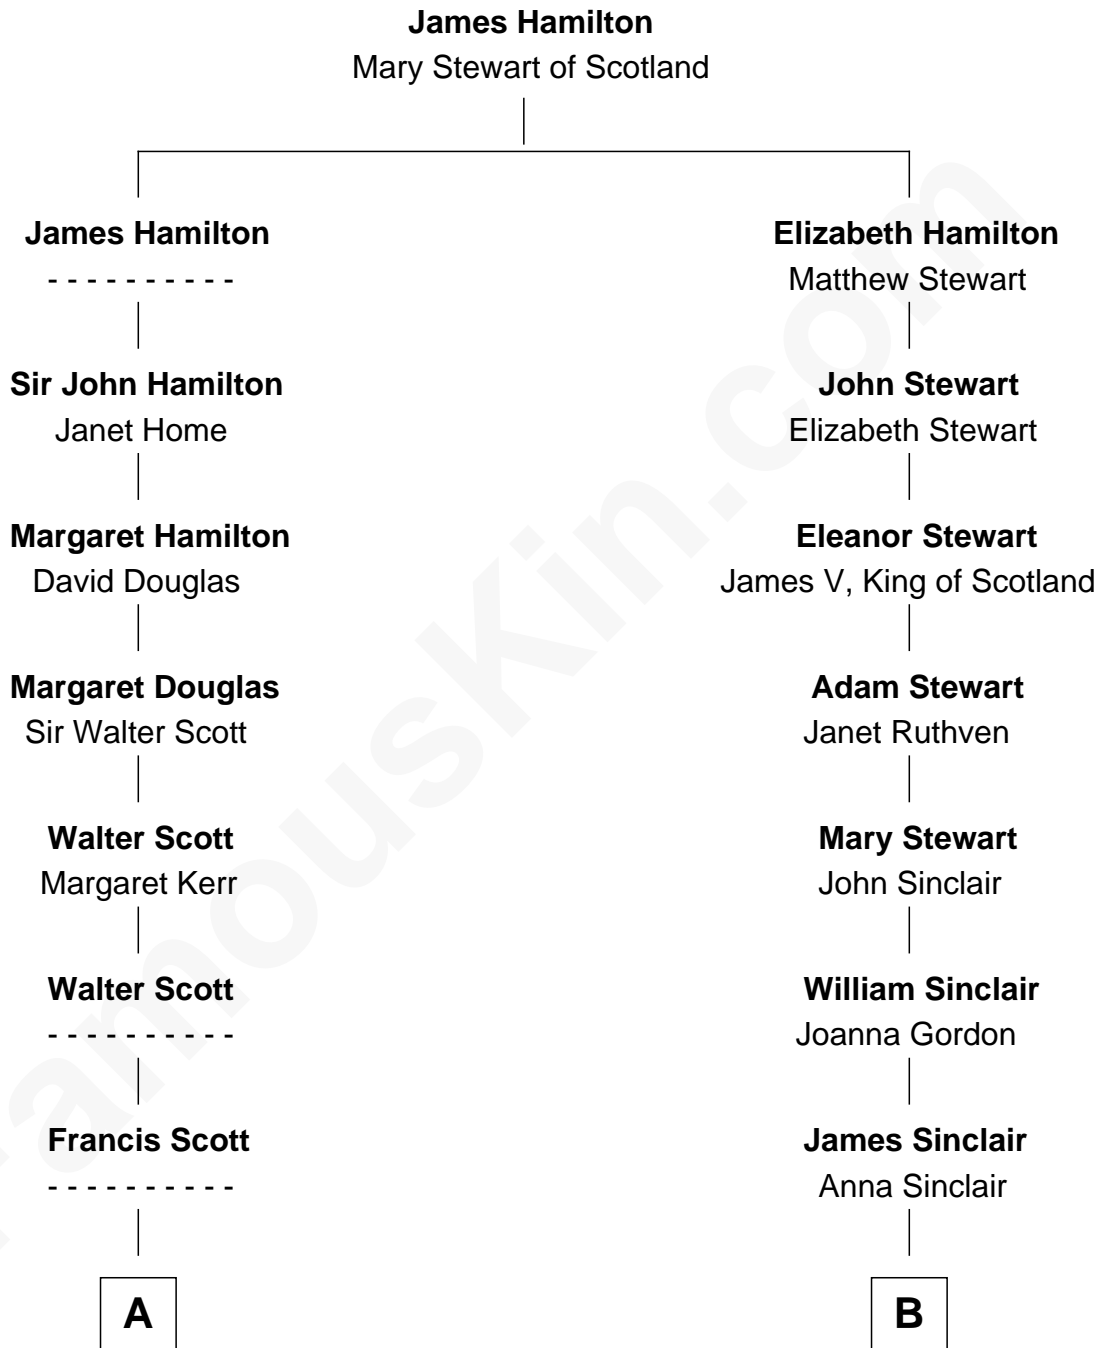 James Hamilton
Mary Stewart of Scotland
James Hamilton
- - - - - - - - - -
Elizabeth Hamilton
Matthew Stewart
Sir John Hamilton
Janet Home
John Stewart
Elizabeth Stewart
Margaret Hamilton
David Douglas
Eleanor Stewart
James V, King of Scotland
Margaret Douglas
Sir Walter Scott
Adam Stewart
Janet Ruthven
Walter Scott
Margaret Kerr
Mary Stewart
John Sinclair
Walter Scott
- - - - - - - - - -
William Sinclair
Joanna Gordon
Francis Scott
- - - - - - - - - -
James Sinclair
Anna Sinclair
A
B
FamousKin.com